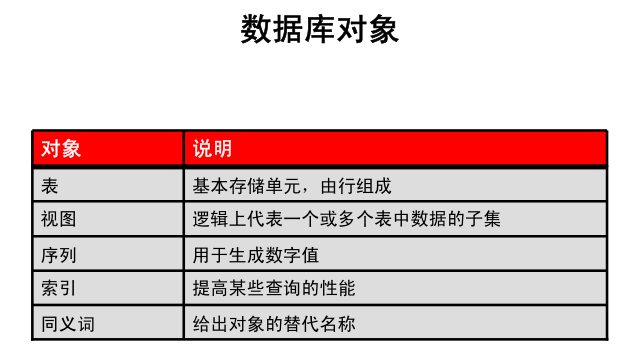 数据库对象
对象 说明
表 基本存储单元，由行组成
视图 逻辑上代表一个或多个表中数据的子集
序列 用于生成数字值
索引 提高某些查询的性能
同义词 给出对象的替代名称